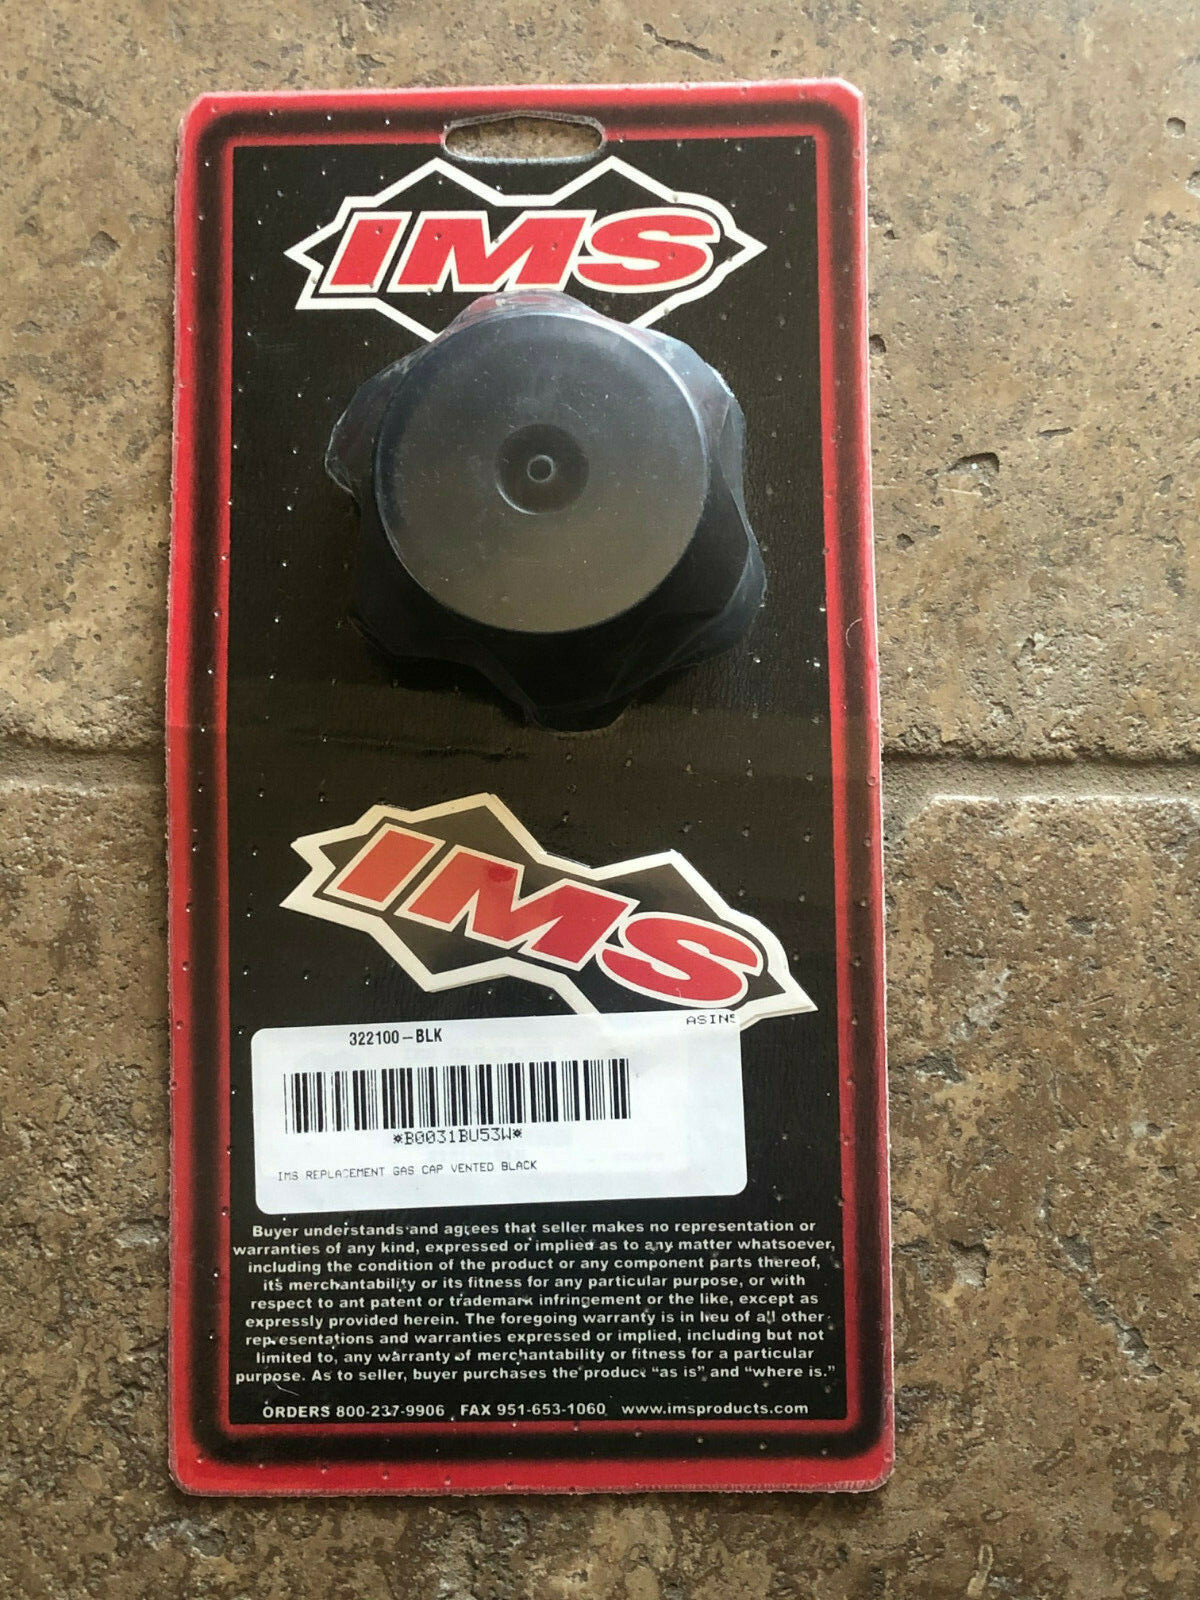 IMS
IMS
ASIN5
322100-BLK
*B0031BU53W*
IMS REPLACEMENT GAS CAP VENTED BLACK
Buyer understands and agrees that seller makes no representation or
warranties of any kind, expressed or implied as to any matter whatsoever,
including the condition of the product or any component parts thereof,
it's merchantability or its fitness for any particular purpose, or with
respect to ant patent or trademark infringement or the like, except as
expressly provided herein. The foregoing warranty is in lieu of all other
representations and warranties expressed or implied, including but not
limited to, any warranty of merchantability or fitness for a particular
purpose. As to seller, buyer purchases the product "as is" and "where is."
ORDERS 800-237-9906 FAX 951-653-1060 www.imsproducts.com